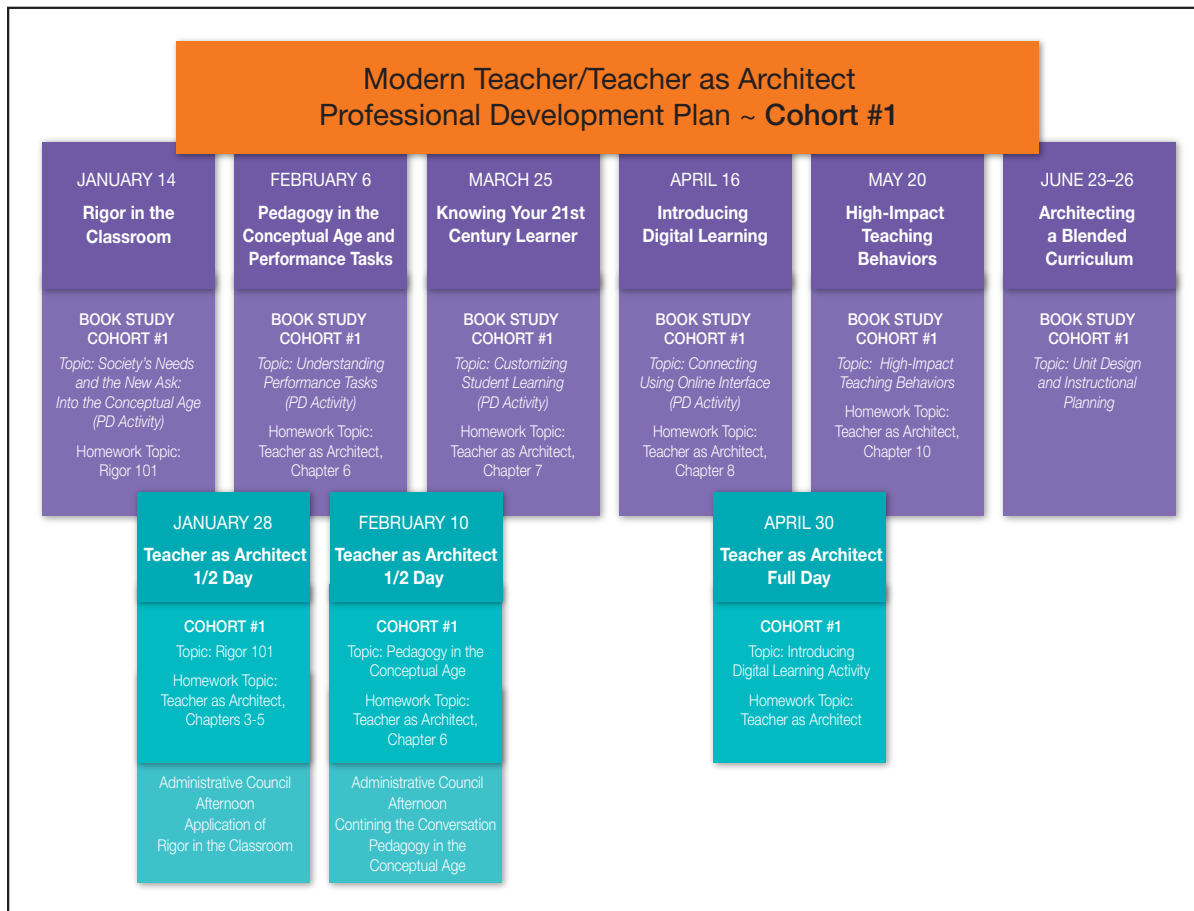 Modern Teacher/Teacher as Architect
Professional Development Plan ~ Cohort #1
JANUARY 14
Rigor in the
Classroom
BOOK STUDY
COHORT #1
Topic: Society's Needs
and the New Ask:
Into the Conceptual Age
(PD Activity)
Homework Topic:
Rigor 101
FEBRUARY 6
Pedagogy in the
Conceptual Age and
Performance Tasks
BOOK STUDY
COHORT #1
Topic: Understanding
Performance Tasks
(PD Activity)
Homework Topic:
Teacher as Architect,
Chapter 6
MARCH 25
Knowing Your 21st
Century Learner
BOOK STUDY
COHORT #1
Topic: Customizing
Student Learning
(PD Activity)
Homework Topic:
Teacher as Architect,
Chapter 7
APRIL 16
Introducing
Digital Learning
BOOK STUDY
COHORT #1
Topic: Connecting
Using Online Interface
(PD Activity)
Homework Topic:
Teacher as Architect,
Chapter 8
MAY 20
High-Impact
Teaching
Behaviors
BOOK STUDY
COHORT #1
Topic: High-Impact
Teaching Behaviors
Homework Topic:
Teacher as Architect,
Chapter 10
JUNE 23–26
Architecting
a Blended
Curriculum
BOOK STUDY
COHORT #1
Topic: Unit Design
and Instructional
Planning
JANUARY 28
Teacher as Architect
1/2 Day
COHORT #1
Topic: Rigor 101
Homework Topic:
Teacher as Architect,
Chapters 3-5
Administrative Council
Afternoon
Application of
Rigor in the Classroom
FEBRUARY 10
Teacher as Architect
1/2 Day
COHORT #1
Topic: Pedagogy in the
Conceptual Age
Homework Topic:
Teacher as Architect,
Chapter 6
Administrative Council
Afternoon
Contining the Conversation
Pedagogy in the
Conceptual Age
APRIL 30
Teacher as Architect
Full Day
COHORT #1
Topic: Introducing
Digital Learning Activity
Homework Topic:
Teacher as Architect